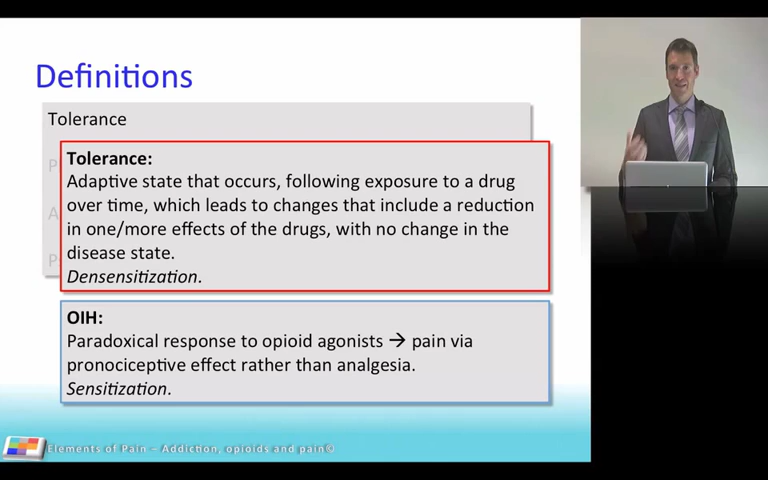 Definitions
Tolerance
P
A
P
Tolerance:
Adaptive state that occurs, following exposure to a drug
over time, which leads to changes that include a reduction
in one/more effects of the drugs, with no change in the
disease state.
Densensitization.
OIH:
Paradoxical response to opioid agonists → pain via
pronociceptive effect rather than analgesia.
Sensitization.
Elements of Pain – Addiction, opioids and pain©